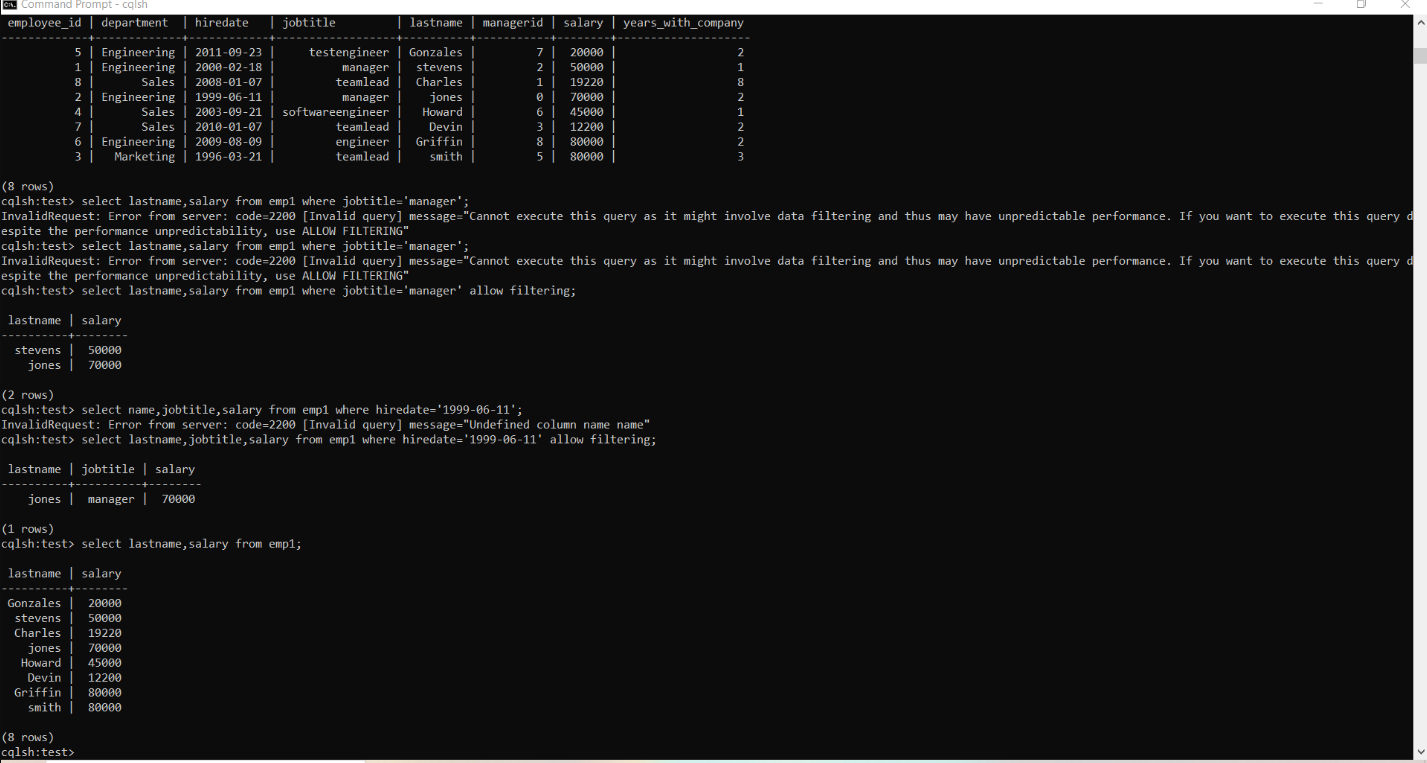 Command Prompt - cqlsh
employee_id | department | hiredate | jobtitle | lastname | managerid | salary | years_with_company
------------+-------------+------------+------------------+----------+-----------+--------+--------------------
5 | Engineering | 2011-09-23 | testengineer | Gonzales | 7 | 20000 | 2
1 | Engineering | 2000-02-18 | manager | stevens | 2 | 50000 | 1
8 | Sales | 2008-01-07 | teamlead | Charles | 1 | 19220 | 8
2 | Engineering | 1999-06-11 | manager | jones | 0 | 70000 | 2
4 | Sales | 2003-09-21 | softwareengineer | Howard | 6 | 45000 | 1
7 | Sales | 2010-01-07 | teamlead | Devin | 3 | 12200 | 2
6 | Engineering | 2009-08-09 | engineer | Griffin | 8 | 80000 | 2
3 | Marketing | 1996-03-21 | teamlead | smith | 5 | 80000 | 3
(8 rows)
cqlsh:test> select lastname,salary from emp1 where jobtitle='manager';
InvalidRequest: Error from server: code=2200 [Invalid query] message="Cannot execute this query as it might involve data filtering and thus may have unpredictable performance. If you want to execute this query d
espite the performance unpredictability, use ALLOW FILTERING"
cqlsh:test> select lastname,salary from emp1 where jobtitle='manager';
InvalidRequest: Error from server: code=2200 [Invalid query] message="Cannot execute this query as it might involve data filtering and thus may have unpredictable performance. If you want to execute this query d
espite the performance unpredictability, use ALLOW FILTERING"
cqlsh:test> select lastname,salary from emp1 where jobtitle='manager' allow filtering;
lastname | salary
----------+--------
stevens | 50000
jones | 70000
(2 rows)
cqlsh:test> select name,jobtitle,salary from emp1 where hiredate='1999-06-11';
InvalidRequest: Error from server: code=2200 [Invalid query] message="Undefined column name name"
cqlsh:test> select lastname,jobtitle,salary from emp1 where hiredate='1999-06-11' allow filtering;
lastname | jobtitle | salary
----------+----------+--------
jones | manager | 70000
(1 rows)
cqlsh:test> select lastname,salary from emp1;
lastname | salary
----------+--------
Gonzales | 20000
stevens | 50000
Charles | 19220
jones | 70000
Howard | 45000
Devin | 12200
Griffin | 80000
smith | 80000
(8 rows)
cqlsh:test>